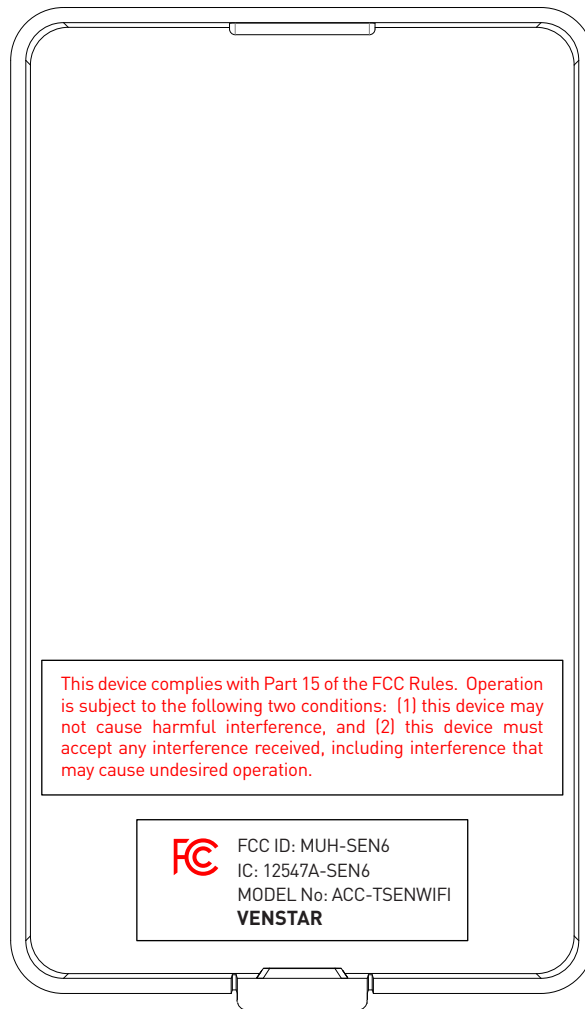 This device complies with Part 15 of the FCC Rules. Operation
is subject to the following two conditions: (1) this device may
not cause harmful interference, and (2) this device must
accept any interference received, including interference that
may cause undesired operation.
FC
FCC ID: MUH-SEN6
IC: 12547A-SEN6
MODEL No: ACC-TSENWIFI
VENSTAR